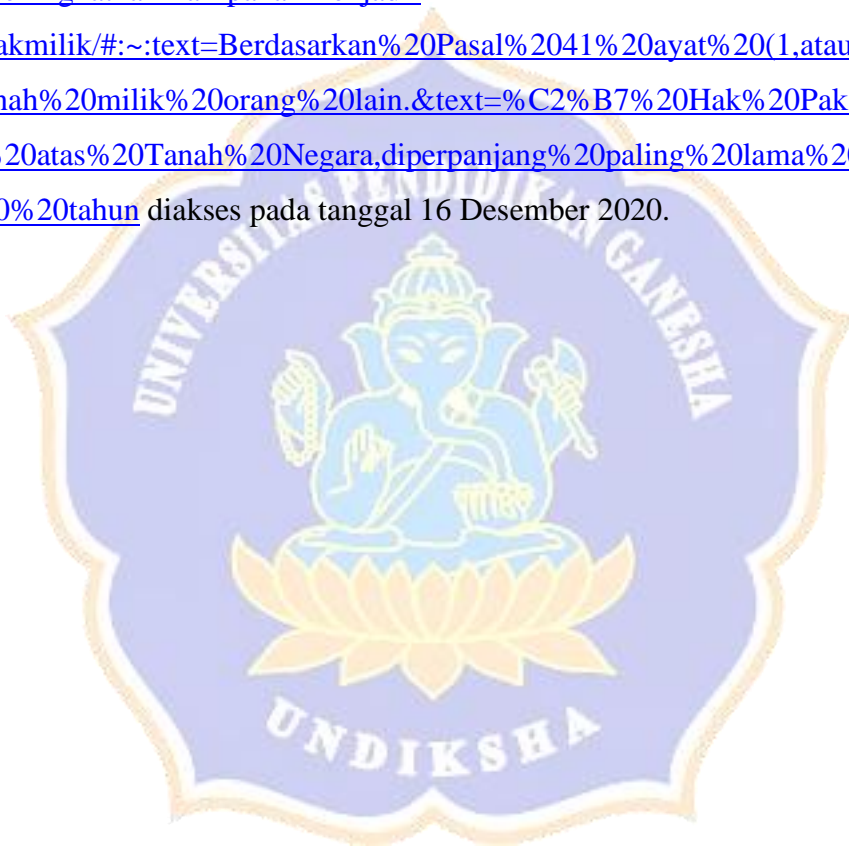 akmilik/#:~:text=Berdasarkan%20Pasal%2041%20ayat%20(1,atau
nah%20milik%20orang%20lain.&text=%C2%B7%20Hak%20Pak
%20atas%20Tanah%20Negara,diperpanjang%20paling%20lama%20
0%20tahun diakses pada tanggal 16 Desember 2020.
UNIVERSITAS PENDIDIKAN GANESHA
UNDIKSHA